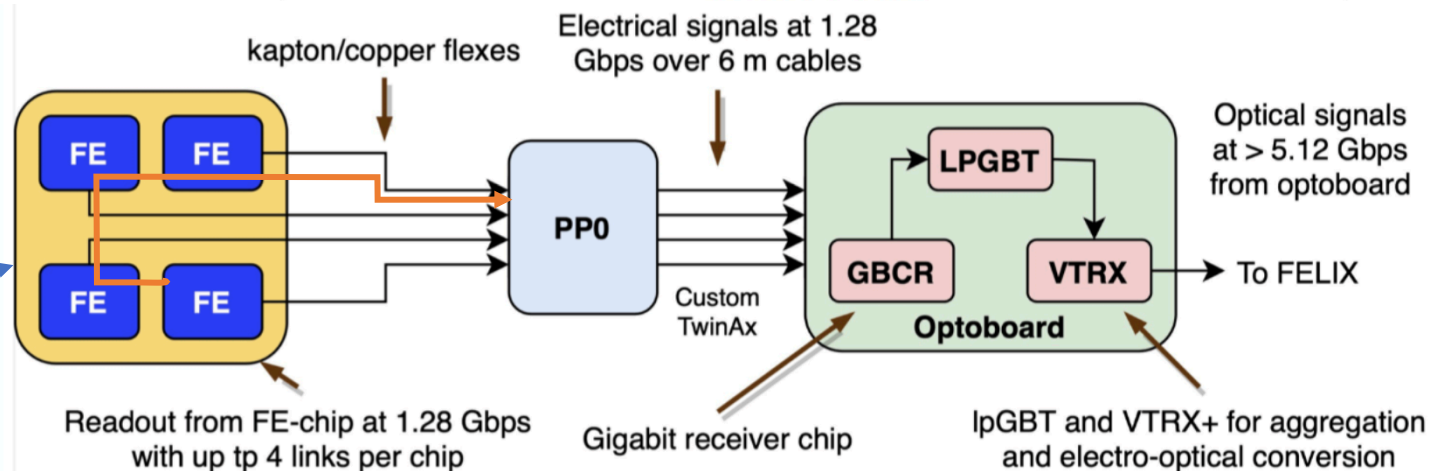 kapton/copper flexes
Electrical signals at 1.28
Gbps over 6 m cables
FE
FE
FE
FE
PP0
Custom
TwinAx
LPGBT
GBCR
VTRX
Optoboard
Optical signals
at > 5.12 Gbps
from optoboard
To FELIX
Readout from FE-chip at 1.28 Gbps
with up tp 4 links per chip
Gigabit receiver chip
lpGBT and VTRX+ for aggregation
and electro-optical conversion